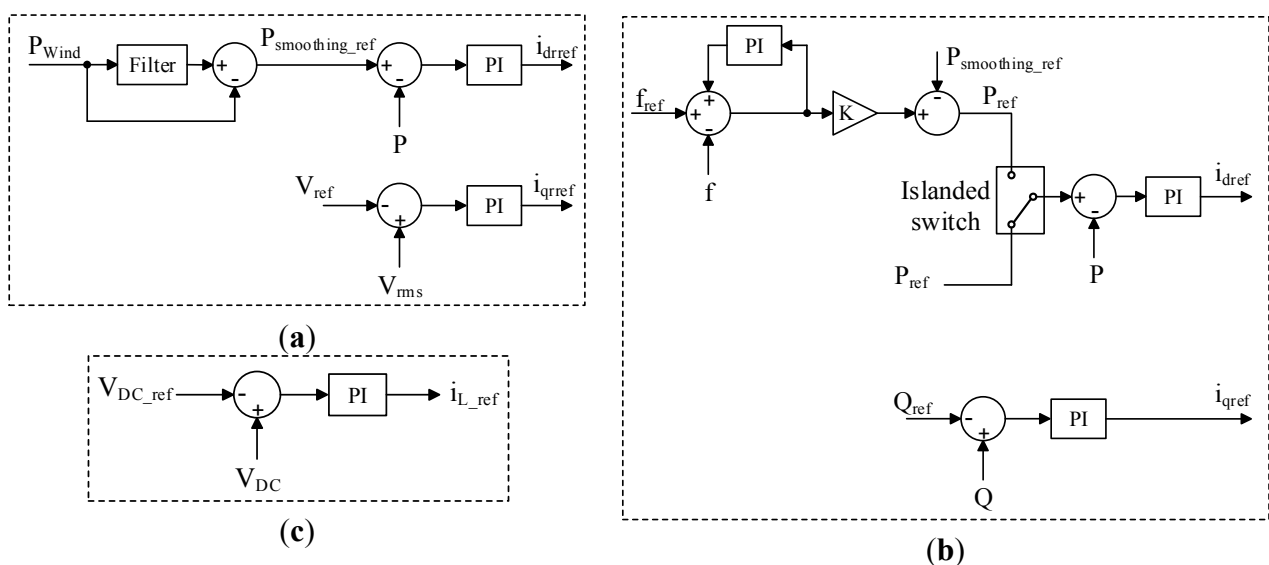 P_Wind
Filter
+
-
P_smoothing_ref
+
-
P
PI
i_drref
V_ref
-
+
V_rms
PI
i_qrref
(a)
V_DC_ref
-
+
V_DC
PI
i_L_ref
(c)
PI
f_ref
+
+
-
f
K
P_smoothing_ref
-
+
P_ref
Islanded
switch
P_ref
+
-
P
PI
i_dref
Q_ref
-
+
Q
PI
i_qref
(b)